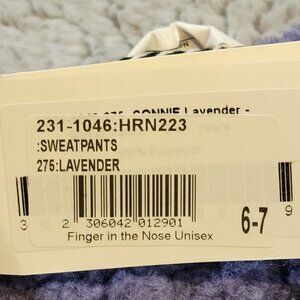 275 CONNIE Lavender -
231-1046:HRN223
:SWEATPANTS
275:LAVENDER
3 2 306042 012901 6-7 9
Finger in the Nose Unisex